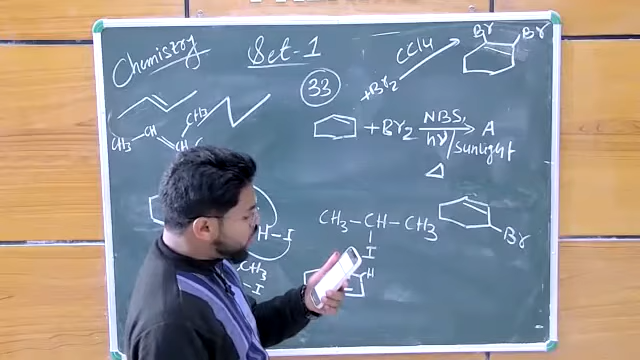 Chemistry Set-1
33
+Br2 CCl4
Br Br
+ Br2 NBS, A
hν/sunlight
Δ
CH3
CH3 CH
CH3-CH-CH3
I
Br
H-I
H
CH3
I